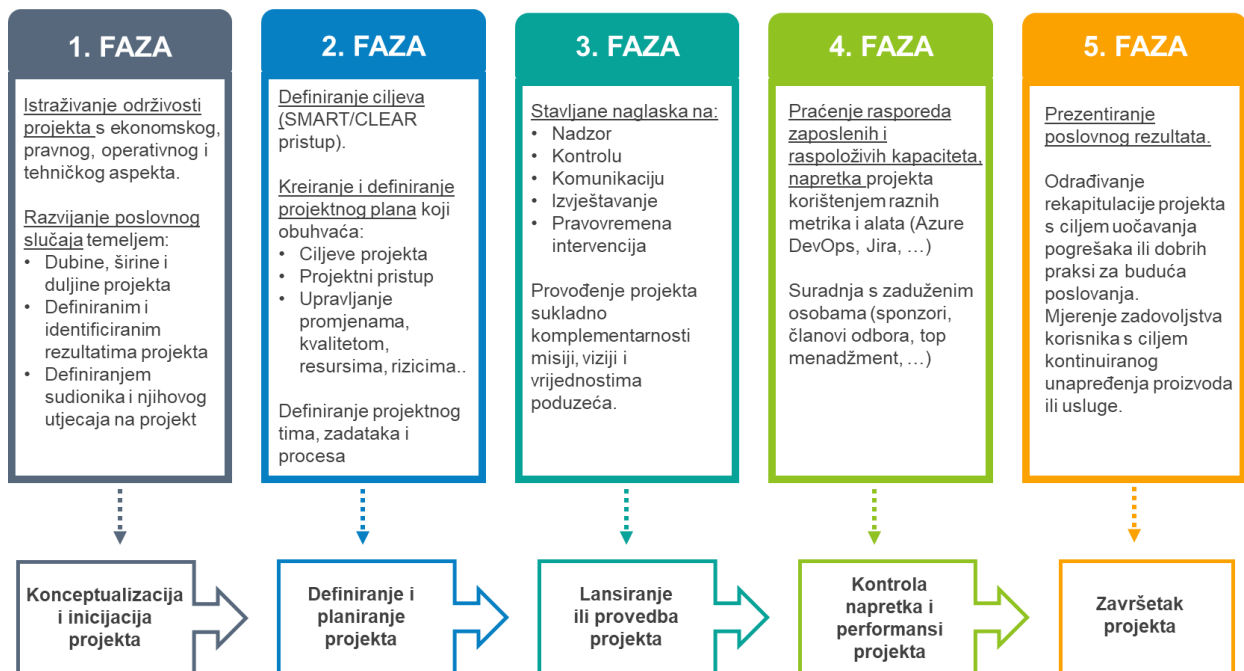 1. FAZA
Istraživanje održivosti
projekta s ekonomskog,
pravnog, operativnog i
tehničkog aspekta.
Razvijanje poslovnog
slučaja temeljem:
• Dubine, širine i
duljine projekta
• Definiranim i
identificiranim
rezultatima projekta
• Definiranjem
sudionika i njihovog
utjecaja na projekt
2. FAZA
Definiranje ciljeva
(SMART/CLEAR
pristup).
Kreiranje i definiranje
projektnog plana koji
obuhvaća:
• Ciljeve projekta
• Projektni pristup
• Upravljanje
promjenama,
kvalitetom,
resursima, rizicima..
Definiranje projektnog
tima, zadataka i
procesa
3. FAZA
Stavljane naglaska na:
• Nadzor
• Kontrolu
• Komunikaciju
• Izvještavanje
• Pravovremena
intervencija
Provođenje projekta
sukladno
komplementarnosti
misiji, viziji i
vrijednostima
poduzeća.
4. FAZA
Praćenje rasporeda
zaposlenih i
raspoloživih kapaciteta,
napretka projekta
korištenjem raznih
metrika i alata (Azure
DevOps, Jira, …)
Suradnja s zaduženim
osobama (sponzori,
članovi odbora, top
menadžment, …)
5. FAZA
Prezentiranje
poslovnog rezultata.
Odrađivanje
rekapitulacije projekta
s ciljem uočavanja
pogrešaka ili dobrih
praksi za buduća
poslovanja.
Mjerenje zadovoljstva
korisnika s ciljem
kontinuiranog
unapređenja proizvoda
ili usluge.
Konceptualizacija
i inicijacija
projekta
Definiranje i
planiranje
projekta
Lansiranje
ili provedba
projekta
Kontrola
napretka i
performansi
projekta
Završetak
projekta